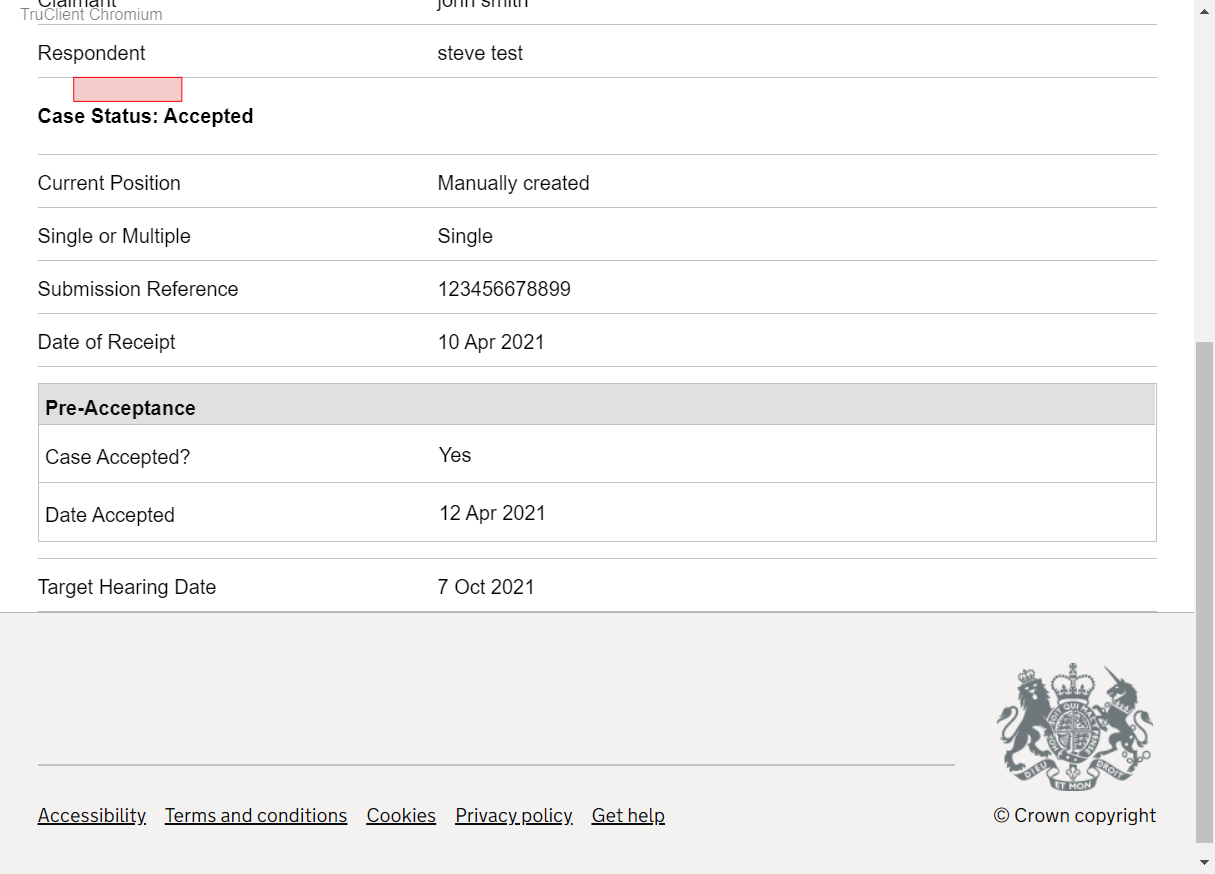 Claimant john smith
TruClient Chromium
Respondent steve test
Case Status: Accepted
Current Position Manually created
Single or Multiple Single
Submission Reference 123456678899
Date of Receipt 10 Apr 2021
Pre-Acceptance
Case Accepted? Yes
Date Accepted 12 Apr 2021
Target Hearing Date 7 Oct 2021
DIEU ET MON DROIT
Accessibility Terms and conditions Cookies Privacy policy Get help © Crown copyright